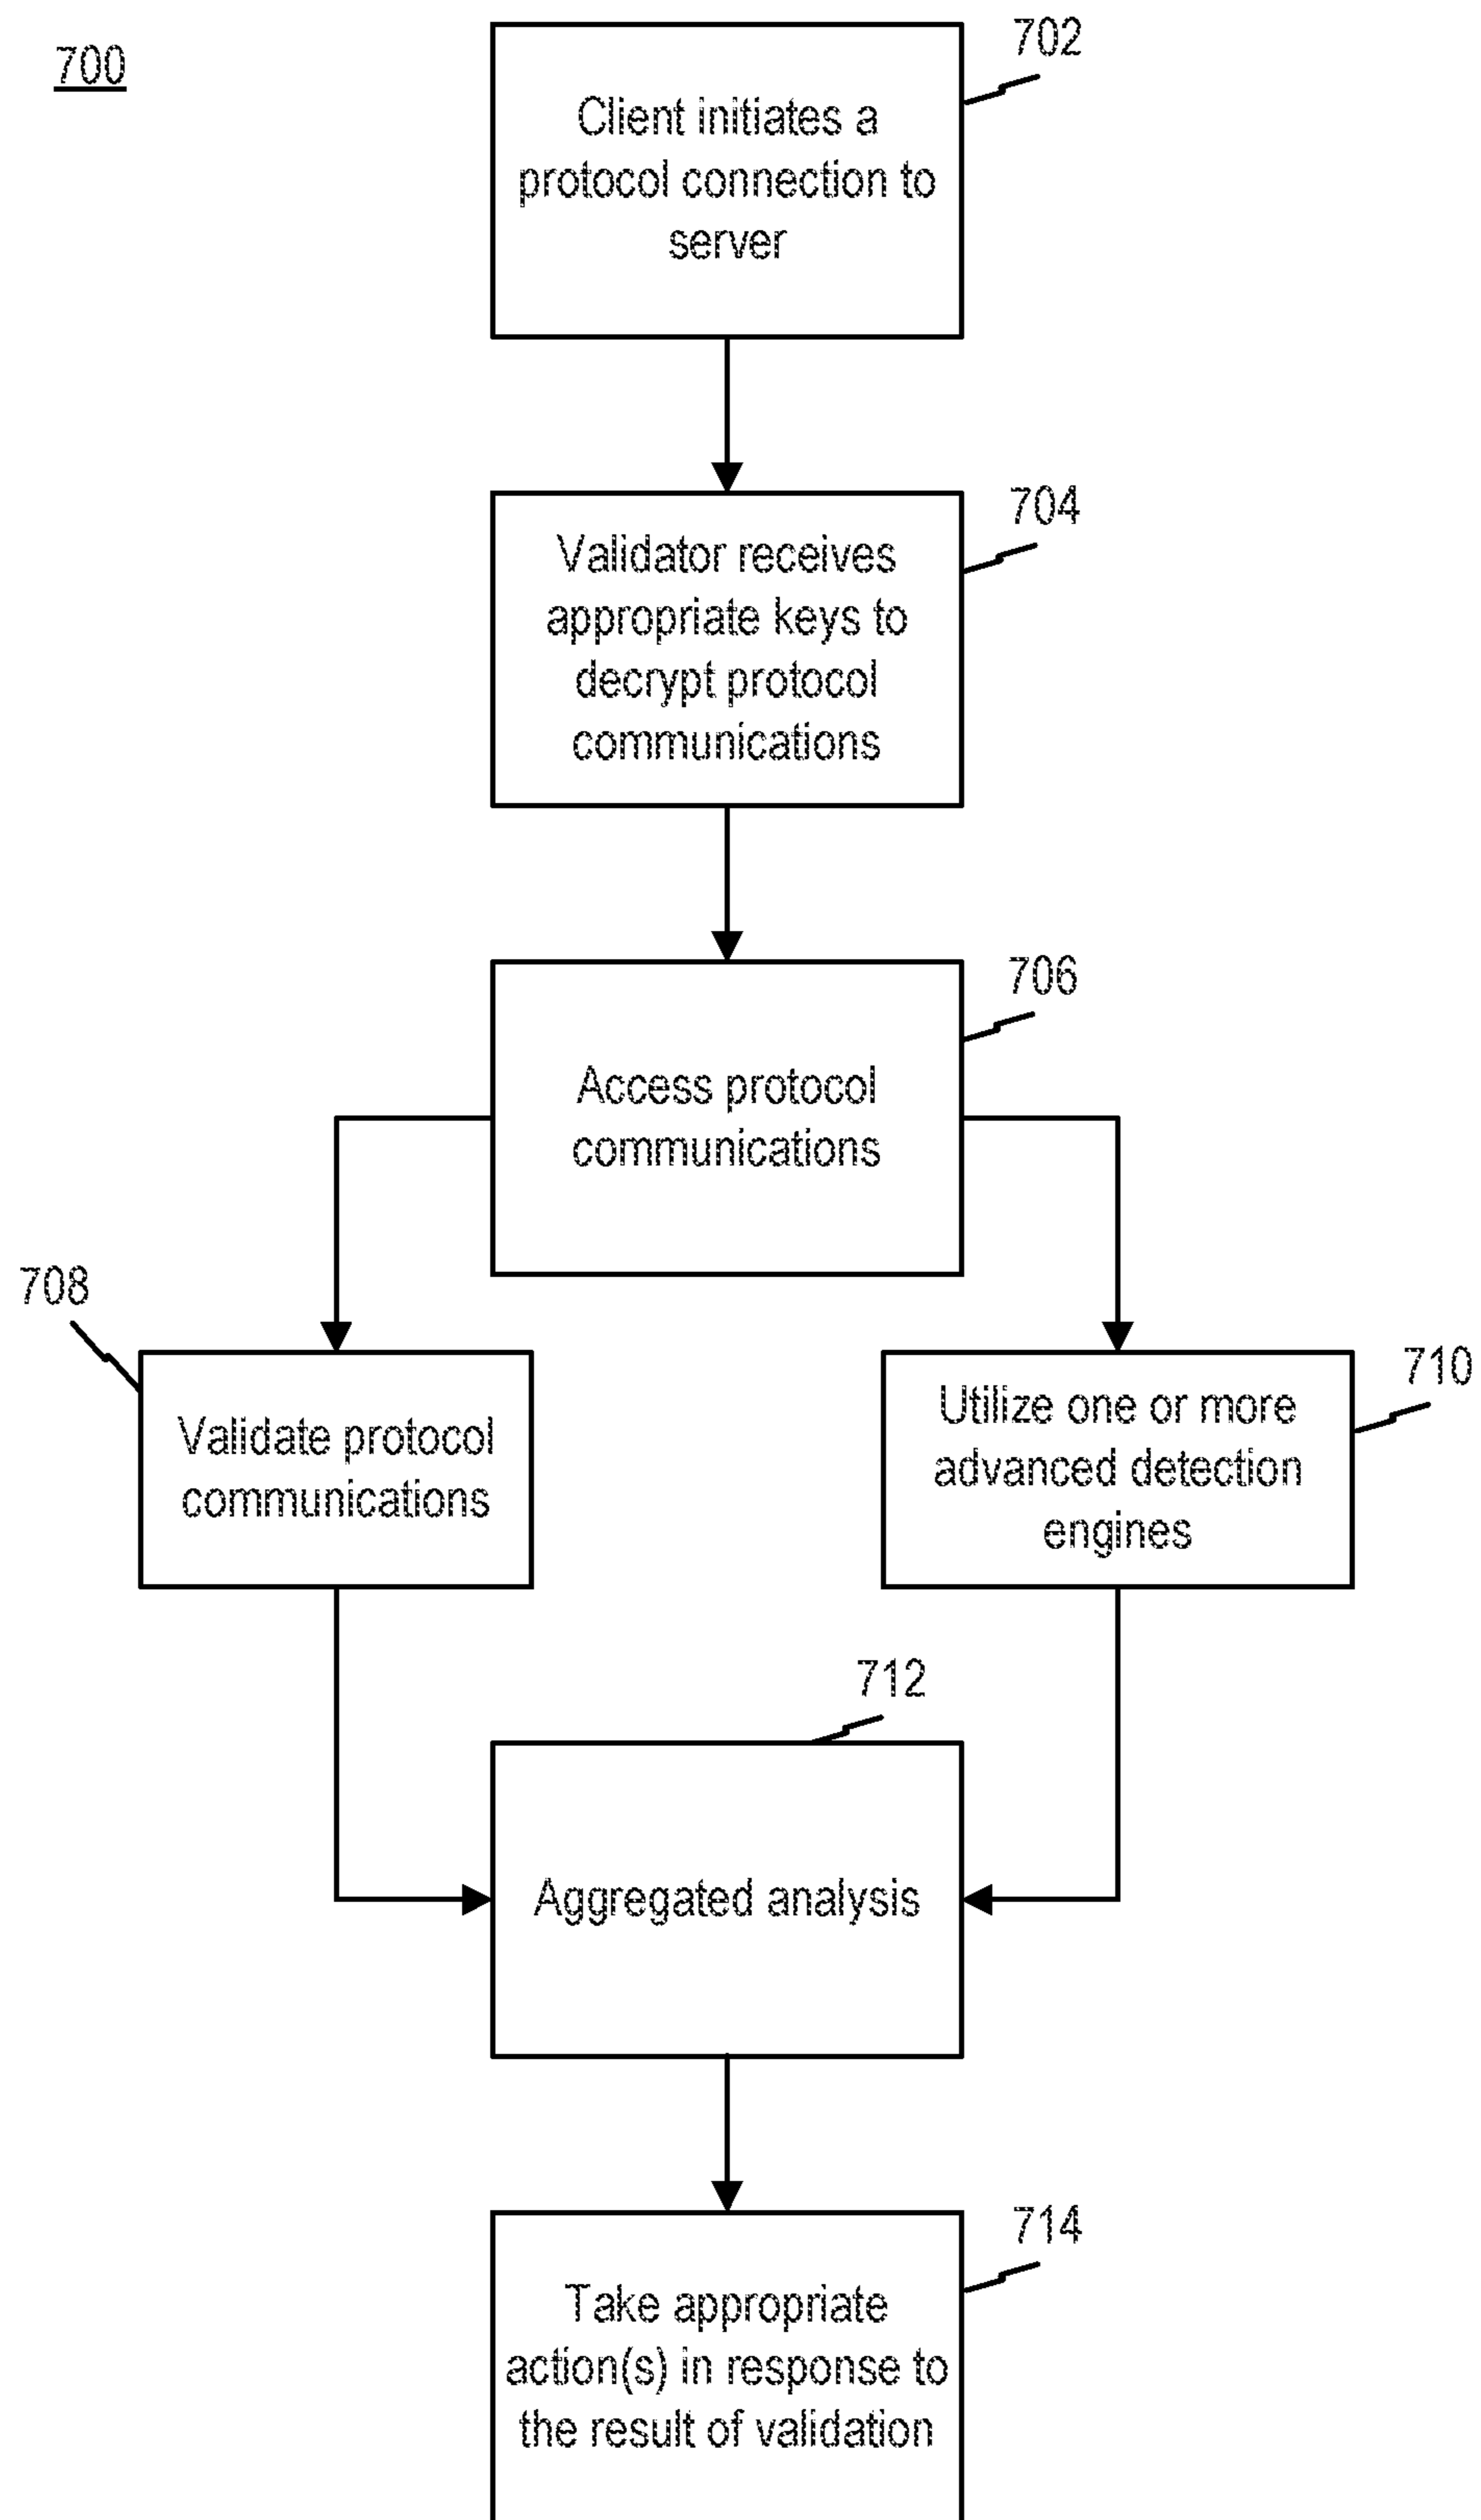 700
702
Client initiates a
protocol connection to
server
704
Validator receives
appropriate keys to
decrypt protocol
communications
706
Access protocol
communications
708
Validate protocol
communications
710
Utilize one or more
advanced detection
engines
712
Aggregated analysis
714
Take appropriate
action(s) in response to
the result of validation